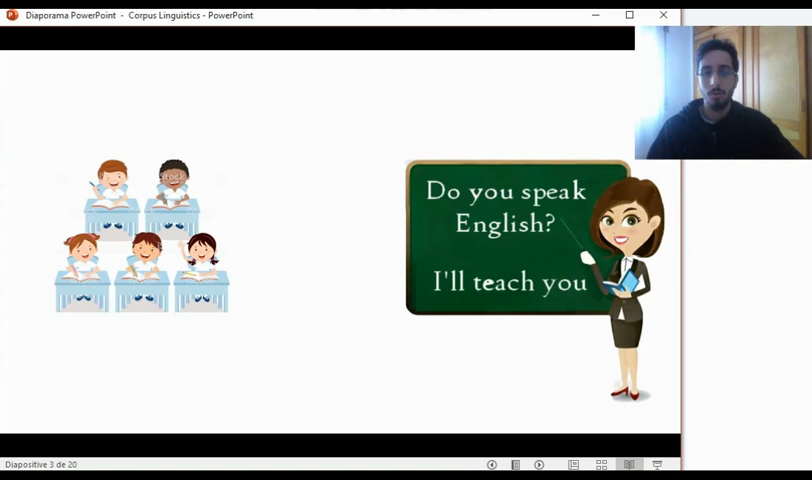 Diaporama PowerPoint - Corpus Linguistics - PowerPoint
Do you speak
English?
I'll teach you
Diapositive 3 de 20